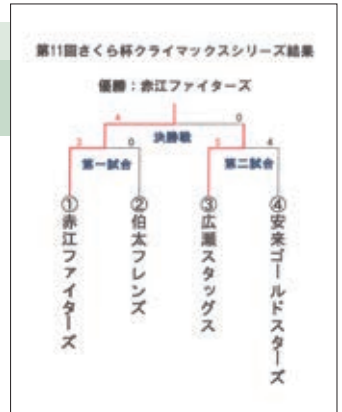 第11回さくら杯クライマックスシリーズ結果
優勝：赤江ファイターズ
4 0
決勝戦
3 0 5 4
第一試合 第二試合
①赤江ファイターズ
②伯太フレンズ
③広瀬スタッグス
④安来ゴールドスターズ